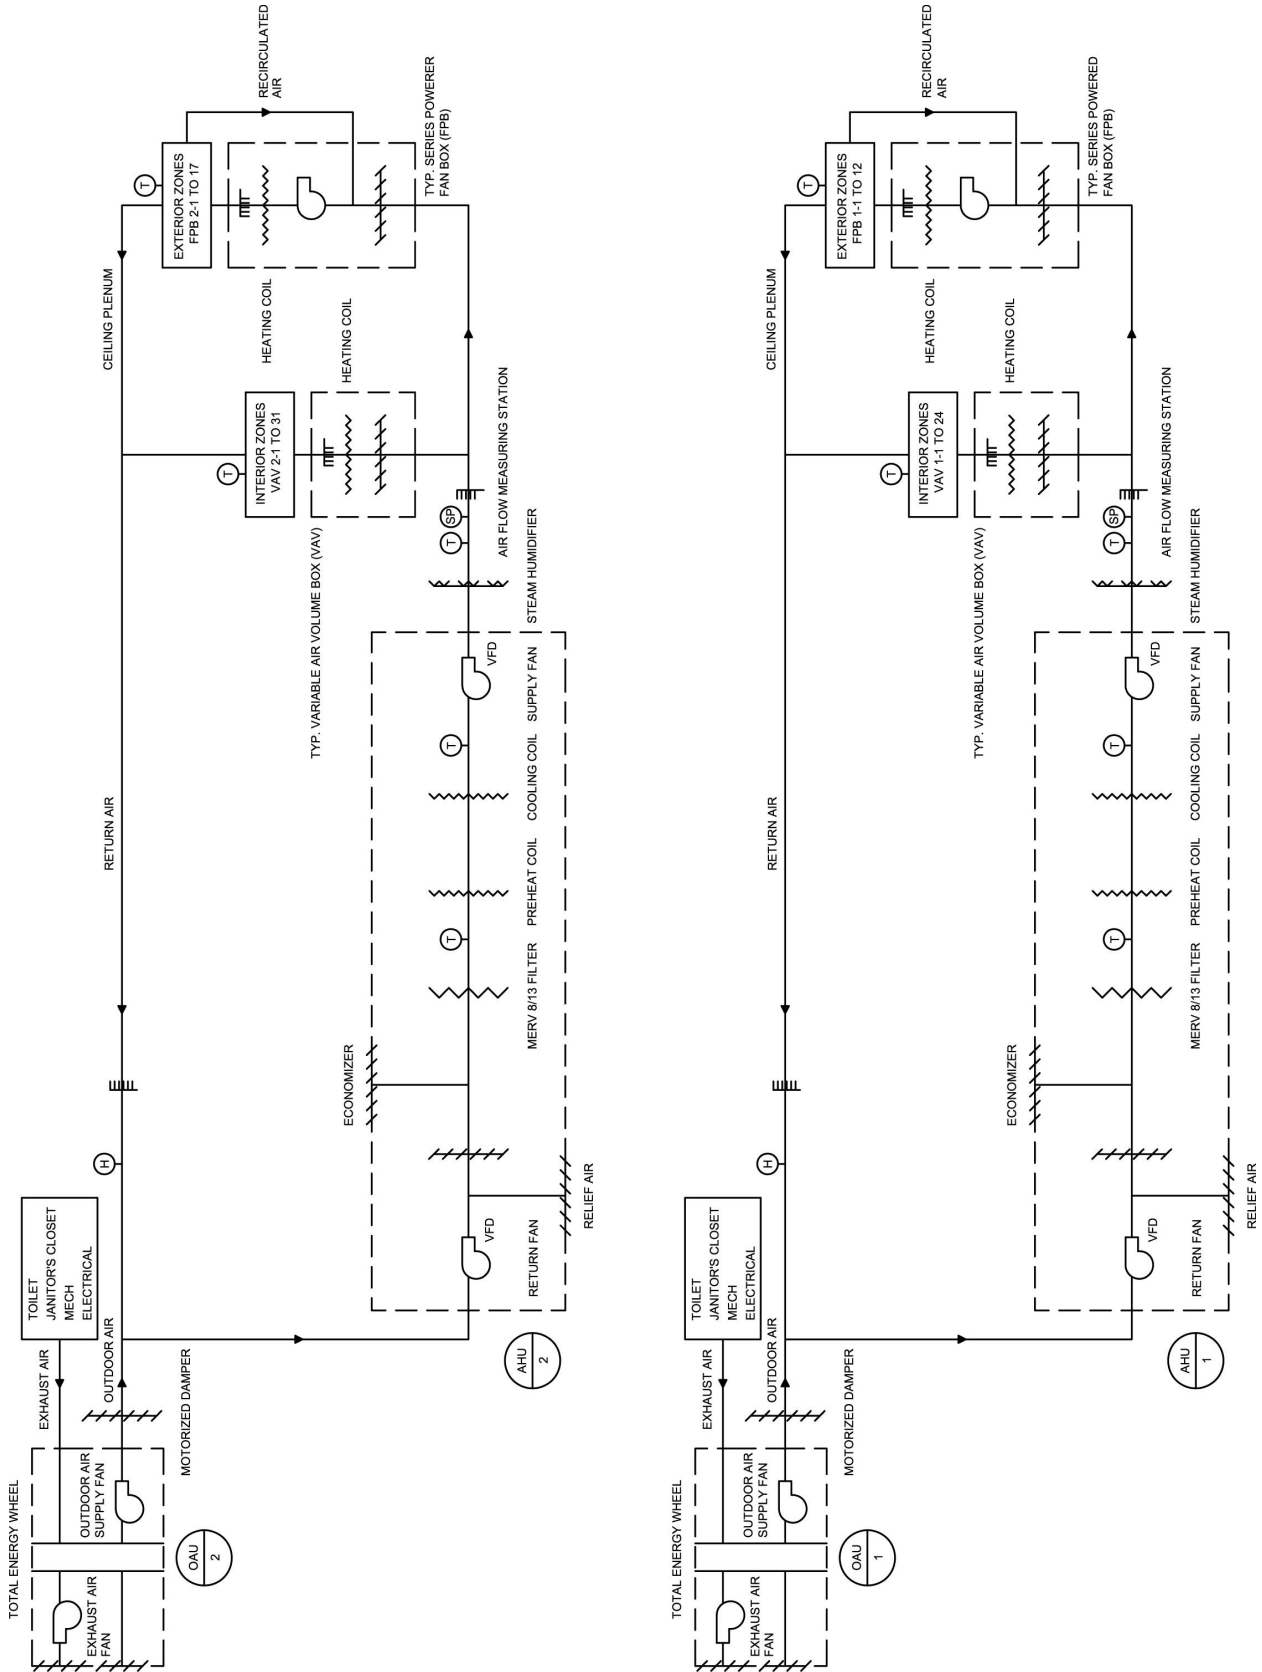 TOTAL ENERGY WHEEL
EXHAUST AIR
FAN
OUTDOOR AIR
SUPPLY FAN
OAU
2
MOTORIZED DAMPER
EXHAUST AIR
OUTDOOR AIR
TOILET
JANITOR'S CLOSET
MECH
ELECTRICAL
H
RETURN AIR
CEILING PLENUM
AHU
2
RETURN FAN
VFD
RELIEF AIR
ECONOMIZER
MERV 8/13 FILTER
T
PREHEAT COIL
COOLING COIL
T
SUPPLY FAN
VFD
STEAM HUMIDIFIER
T
SP
AIR FLOW MEASURING STATION
TYP. VARIABLE AIR VOLUME BOX (VAV)
T
INTERIOR ZONES
VAV 2-1 TO 31
HEATING COIL
HEATING COIL
T
EXTERIOR ZONES
FPB 2-1 TO 17
RECIRCULATED
AIR
TYP. SERIES POWERER
FAN BOX (FPB)
TOTAL ENERGY WHEEL
EXHAUST AIR
FAN
OUTDOOR AIR
SUPPLY FAN
OAU
1
MOTORIZED DAMPER
EXHAUST AIR
OUTDOOR AIR
TOILET
JANITOR'S CLOSET
MECH
ELECTRICAL
H
RETURN AIR
CEILING PLENUM
AHU
1
RETURN FAN
VFD
RELIEF AIR
ECONOMIZER
MERV 8/13 FILTER
T
PREHEAT COIL
COOLING COIL
T
SUPPLY FAN
VFD
STEAM HUMIDIFIER
T
SP
AIR FLOW MEASURING STATION
TYP. VARIABLE AIR VOLUME BOX (VAV)
T
INTERIOR ZONES
VAV 1-1 TO 24
HEATING COIL
HEATING COIL
T
EXTERIOR ZONES
FPB 1-1 TO 12
RECIRCULATED
AIR
TYP. SERIES POWERED
FAN BOX (FPB)